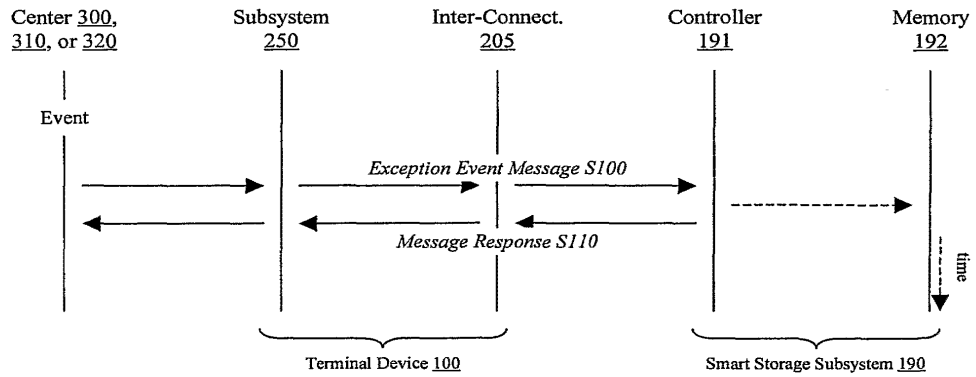 Center 300,
310, or 320
Subsystem
250
Inter-Connect.
205
Controller
191
Memory
192
Event
Exception Event Message S100
Message Response S110
time
Terminal Device 100
Smart Storage Subsystem 190